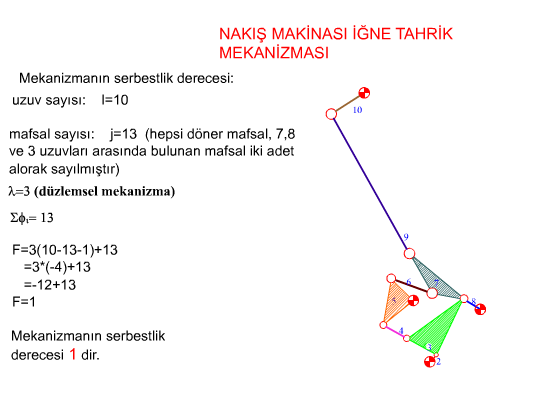 NAKIŞ MAKİNASI İĞNE TAHRİK
MEKANİZMASI
Mekanizmanın serbestlik derecesi:
uzuv sayısı: l=10
mafsal sayısı: j=13 (hepsi döner mafsal, 7,8
ve 3 uzuvları arasında bulunan mafsal iki adet
alorak sayılmıştır)
λ=3 (düzlemsel mekanizma)
Σϕᵢ= 13
F=3(10-13-1)+13
=3*(-4)+13
=-12+13
F=1
Mekanizmanın serbestlik
derecesi 1 dir.
10
9
7
6
5
8
4
3
2